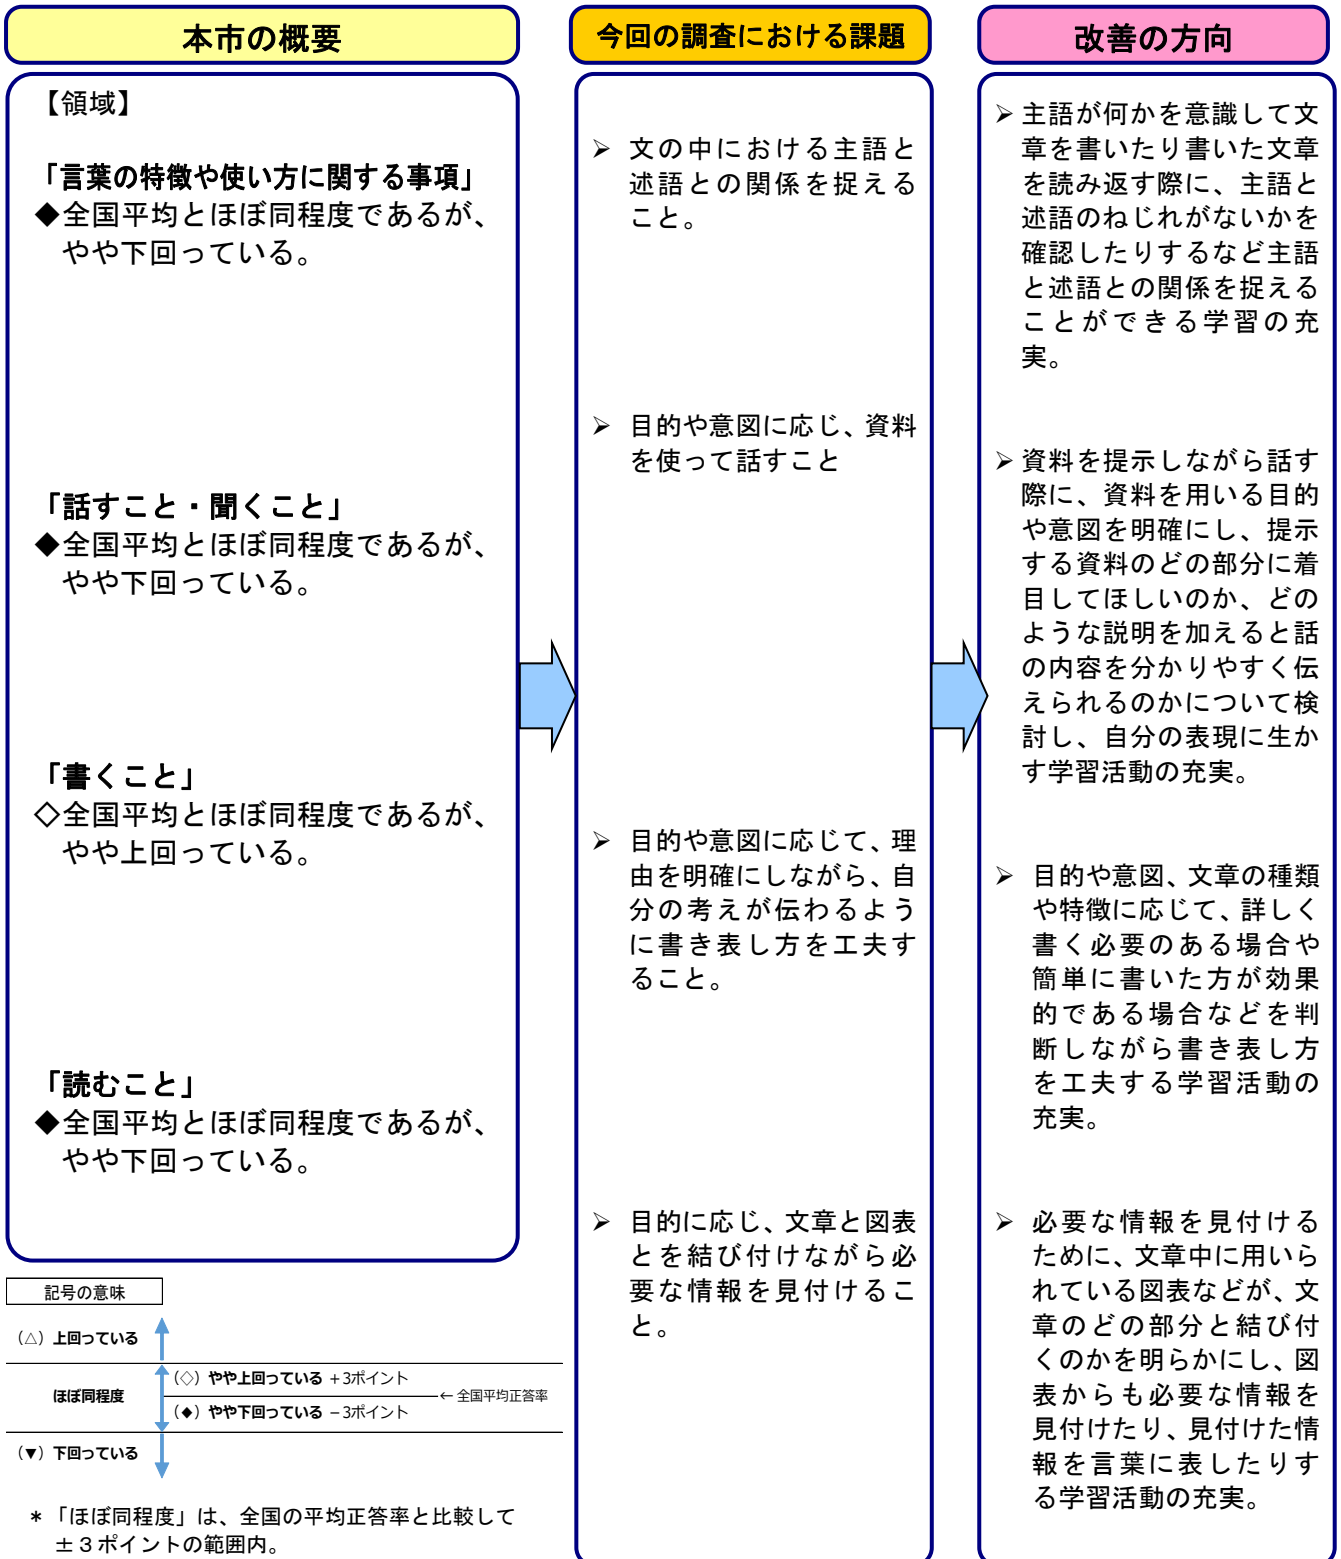 本市の概要
【領域】
「言葉の特徴や使い方に関する事項」
◆全国平均とほぼ同程度であるが、
やや下回っている。
「話すこと・聞くこと」
◆全国平均とほぼ同程度であるが、
やや下回っている。
「書くこと」
◇全国平均とほぼ同程度であるが、
やや上回っている。
「読むこと」
◆全国平均とほぼ同程度であるが、
やや下回っている。
記号の意味
（△）上回っている
ほぼ同程度
（◇）やや上回っている ＋3ポイント
← 全国平均正答率
（◆）やや下回っている －3ポイント
（▼）下回っている
＊「ほぼ同程度」は、全国の平均正答率と比較して
±３ポイントの範囲内。
今回の調査における課題
➢ 文の中における主語と
述語との関係を捉える
こと。
➢ 目的や意図に応じ、資料
を使って話すこと
➢ 目的や意図に応じて、理
由を明確にしながら、自
分の考えが伝わるよう
に書き表し方を工夫す
ること。
➢ 目的に応じ、文章と図表
とを結び付けながら必
要な情報を見付けるこ
と。
改善の方向
➢ 主語が何かを意識して文
章を書いたり書いた文章
を読み返す際に、主語と
述語のねじれがないかを
確認したりするなど主語
と述語との関係を捉える
ことができる学習の充
実。
➢ 資料を提示しながら話す
際に、資料を用いる目的
や意図を明確にし、提示
する資料のどの部分に着
目してほしいのか、どの
ような説明を加えると話
の内容を分かりやすく伝
えられるのかについて検
討し、自分の表現に生か
す学習活動の充実。
➢ 目的や意図、文章の種類
や特徴に応じて、詳しく
書く必要のある場合や
簡単に書いた方が効果
的である場合などを判
断しながら書き表し方
を工夫する学習活動の
充実。
➢ 必要な情報を見付ける
ために、文章中に用いら
れている図表などが、文
章のどの部分と結び付
くのかを明らかにし、図
表からも必要な情報を
見付けたり、見付けた情
報を言葉に表したりす
る学習活動の充実。